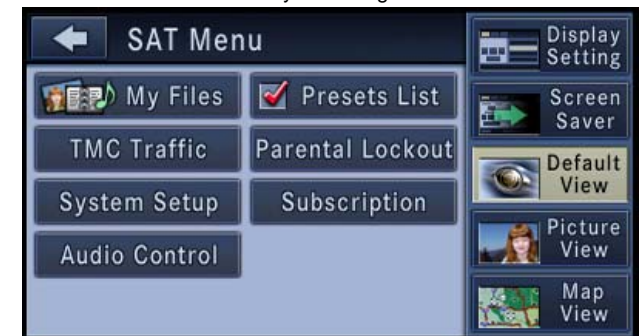 SAT Menu
My Files
Presets List
TMC Traffic
Parental Lockout
System Setup
Subscription
Audio Control
Display
Setting
Screen
Saver
Default
View
Picture
View
Map
View